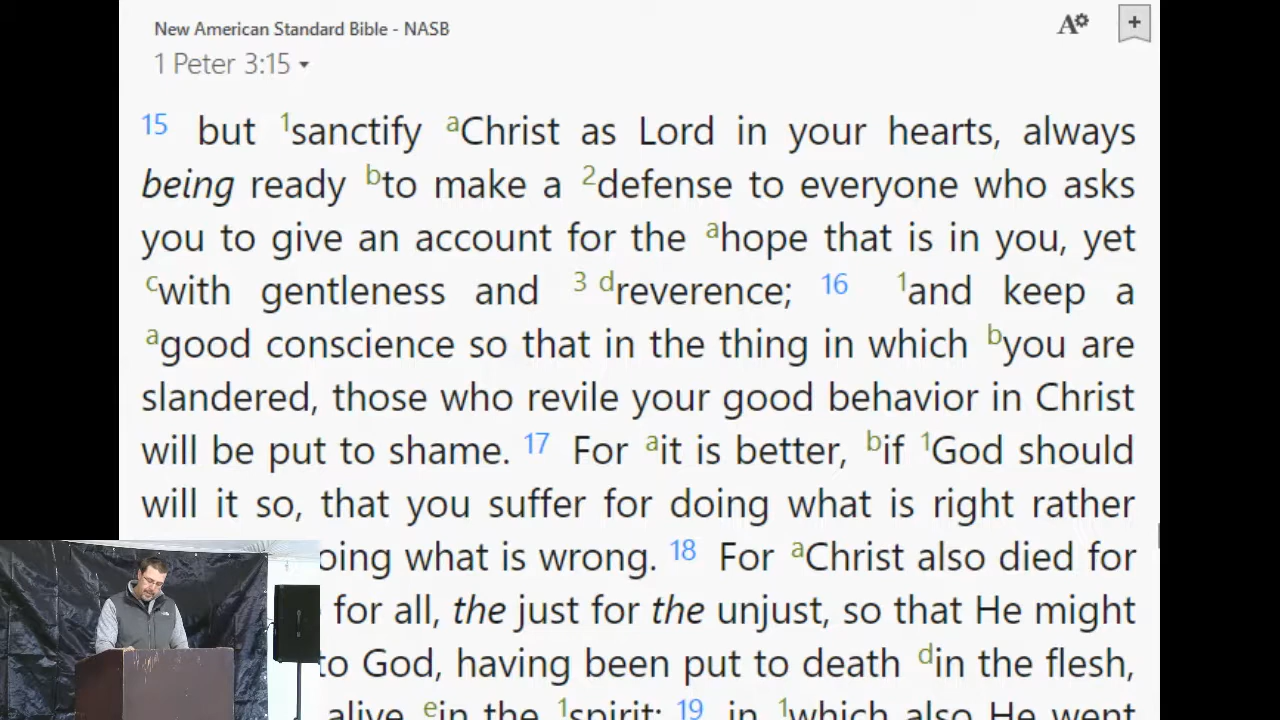 New American Standard Bible - NASB
1 Peter 3:15
15 but 1sanctify aChrist as Lord in your hearts, always
being ready bto make a 2defense to everyone who asks
you to give an account for the ahope that is in you, yet
cwith gentleness and 3 dreverence; 16 1and keep a
agood conscience so that in the thing in which byou are
slandered, those who revile your good behavior in Christ
will be put to shame. 17 For ait is better, bif 1God should
will it so, that you suffer for doing what is right rather
oing what is wrong. 18 For aChrist also died for
for all, the just for the unjust, so that He might
to God, having been put to death din the flesh,
alive ein the 1spirit; 19 in 1which also He went